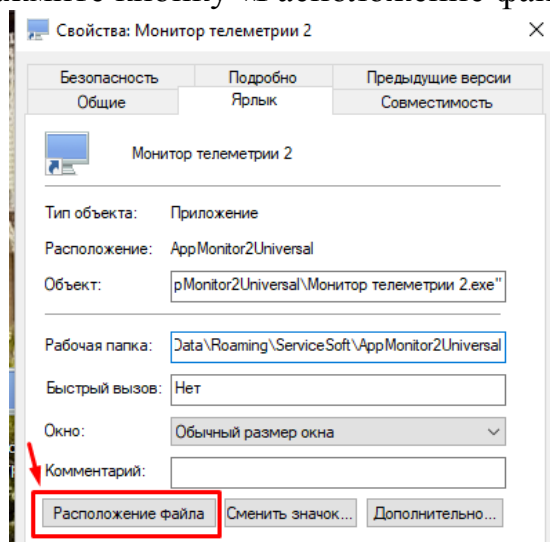 кнопку «Расположение
Свойства: Монитор телеметрии 2
Безопасность Подробно Предыдущие версии
Общие Ярлык Совместимость
Монитор телеметрии 2
Тип объекта: Приложение
Расположение: AppMonitor2Universal
Объект: pMonitor2Universal\Монитор телеметрии 2.exe"
Рабочая папка: Data\Roaming\ServiceSoft\AppMonitor2Universal
Быстрый вызов: Нет
Окно: Обычный размер окна
Комментарий:
Расположение файла Сменить значок... Дополнительно...